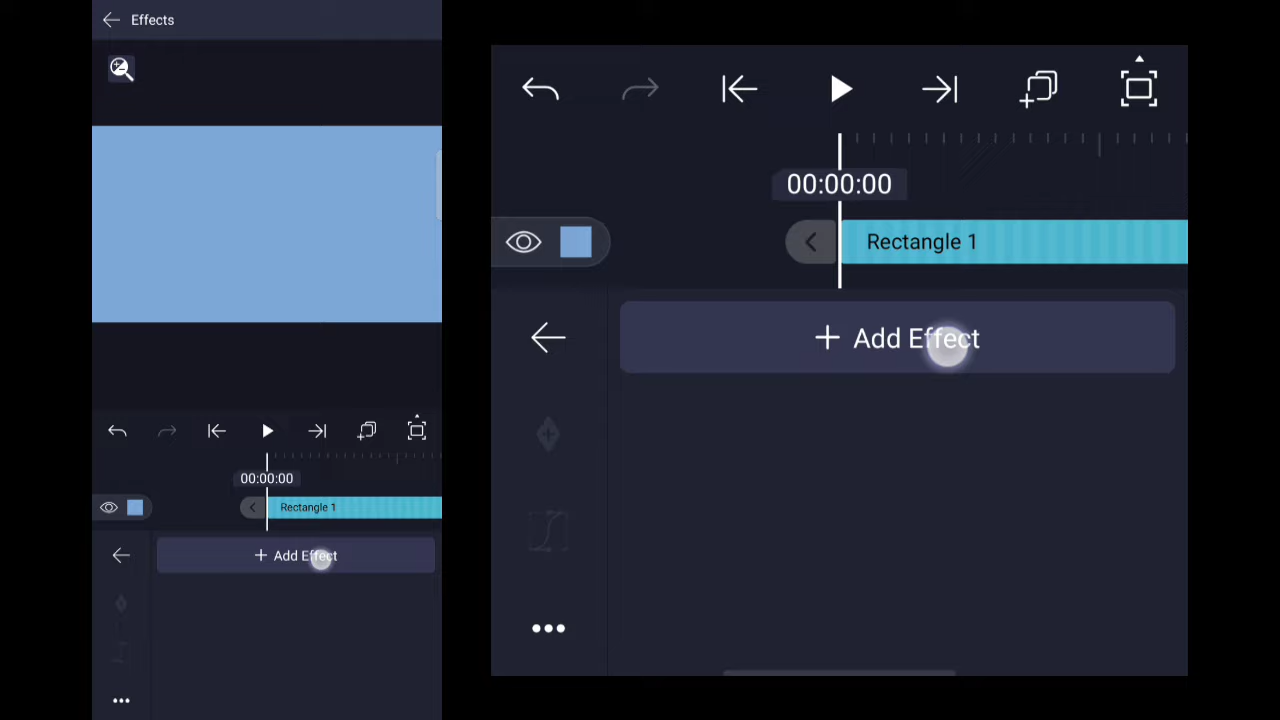 Effects
00:00:00
Rectangle 1
+ Add Effect
00:00:00
Rectangle 1
+ Add Effect